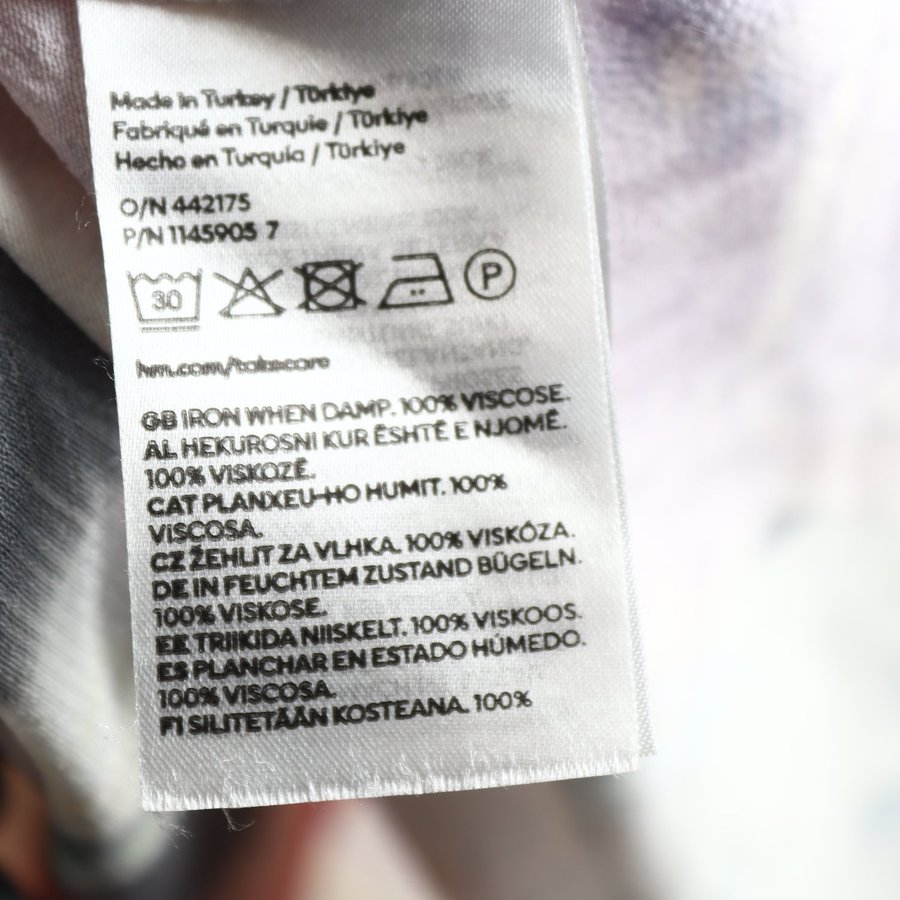 Made in Turkey / Türkiye
Fabriqué en Turquie / Türkiye
Hecho en Turquía / Türkiye
O/N 442175
P/N 1145905 7
30
P
hm.com/takecare
GB IRON WHEN DAMP. 100% VISCOSE.
AL HEKUROSNI KUR ËSHTË E NJOMË.
100% VISKOZË.
CAT PLANXEU-HO HUMIT. 100%
VISCOSA.
CZ ŽEHLIT ZA VLHKA. 100% VISKÓZA.
DE IN FEUCHTEM ZUSTAND BÜGELN.
100% VISKOSE.
EE TRIIKIDA NIISKELT. 100% VISKOOS.
ES PLANCHAR EN ESTADO HÚMEDO.
100% VISCOSA.
FI SILITETÄÄN KOSTEANA. 100%